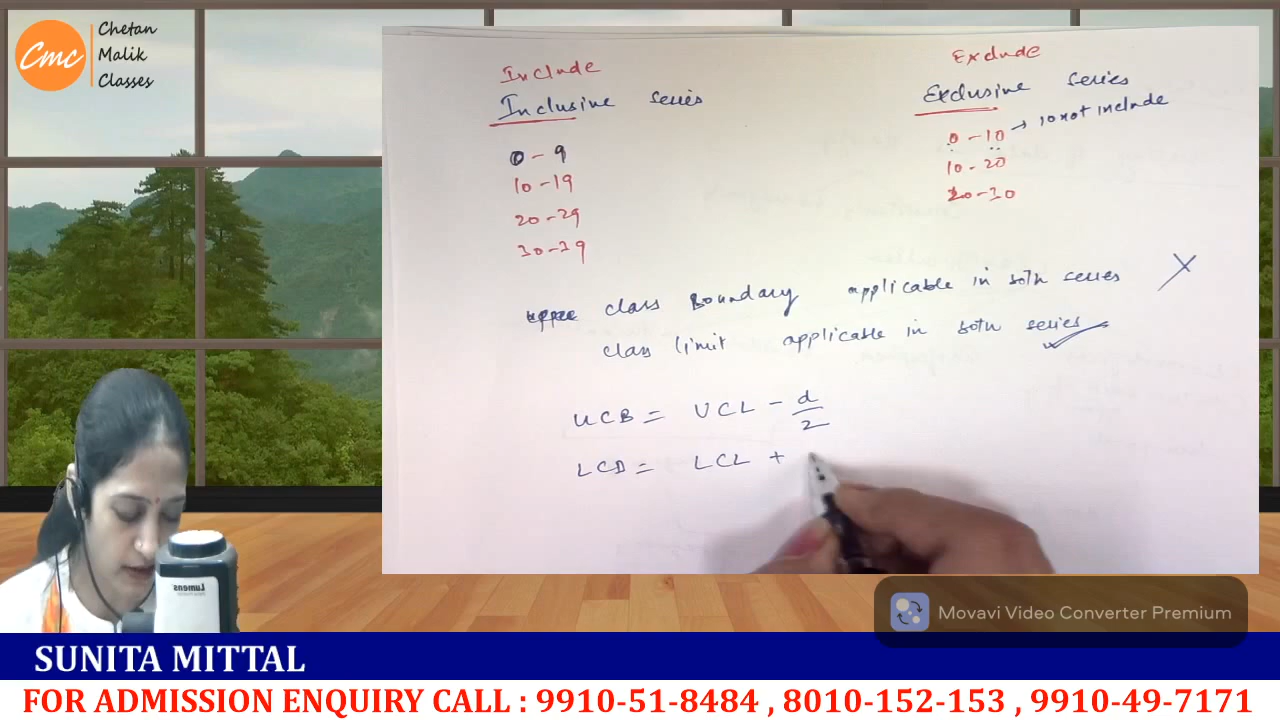 Cmc
Chetan
Malik
Classes
Include
Inclusive series
0 - 9
10 - 19
20 - 29
30 - 39
Exclude
Exclusive series
0 - 10 → 10 not include
10 - 20
20 - 30
class Boundary applicable in both series X
class limit applicable in both series ✓
UCB = UCL - d/2
LCB = LCL +
Lumens
Movavi Video Converter Premium
SUNITA MITTAL
FOR ADMISSION ENQUIRY CALL : 9910-51-8484 , 8010-152-153 , 9910-49-7171